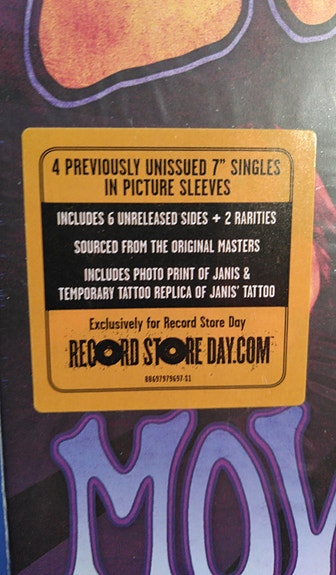 4 PREVIOUSLY UNISSUED 7" SINGLES
IN PICTURE SLEEVES
INCLUDES 6 UNRELEASED SIDES + 2 RARITIES
SOURCED FROM THE ORIGINAL MASTERS
INCLUDES PHOTO PRINT OF JANIS &
TEMPORARY TATTOO REPLICA OF JANIS' TATTOO
Exclusively for Record Store Day
RECORD STORE DAY.COM
88697979697-S1
MOV